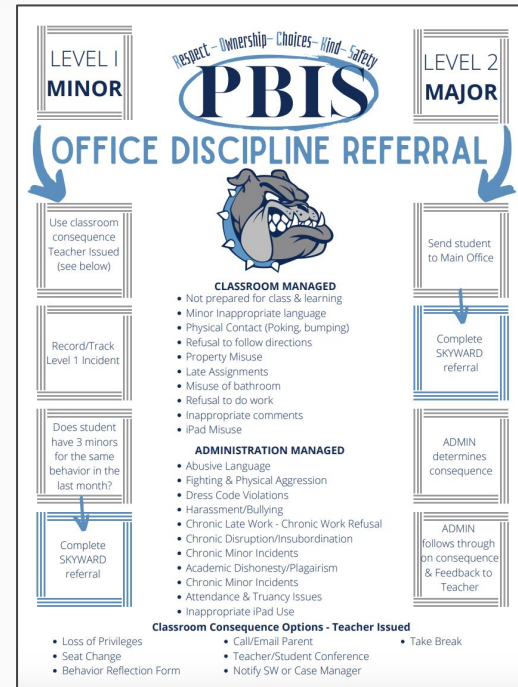 Respect – Ownership – Choices – Kind – Safety
PBIS
LEVEL I
MINOR
LEVEL 2
MAJOR
OFFICE DISCIPLINE REFERRAL
Use classroom
consequence
Teacher Issued
(see below)
Record/Track
Level 1 Incident
Does student
have 3 minors
for the same
behavior in the
last month?
Complete
SKYWARD
referral
CLASSROOM MANAGED
• Not prepared for class & learning
• Minor Inappropriate language
• Physical Contact (Poking, bumping)
• Refusal to follow directions
• Property Misuse
• Late Assignments
• Misuse of bathroom
• Refusal to do work
• Inappropriate comments
• iPad Misuse
ADMINISTRATION MANAGED
• Abusive Language
• Fighting & Physical Aggression
• Dress Code Violations
• Harassment/Bullying
• Chronic Late Work - Chronic Work Refusal
• Chronic Disruption/Insubordination
• Chronic Minor Incidents
• Academic Dishonesty/Plagairism
• Chronic Minor Incidents
• Attendance & Truancy Issues
• Inappropriate iPad Use
Send student
to Main Office
Complete
SKYWARD
referral
ADMIN
determines
consequence
ADMIN
follows through
on consequence
& Feedback to
Teacher
Classroom Consequence Options - Teacher Issued
• Loss of Privileges
• Seat Change
• Behavior Reflection Form
• Call/Email Parent
• Teacher/Student Conference
• Notify SW or Case Manager
• Take Break